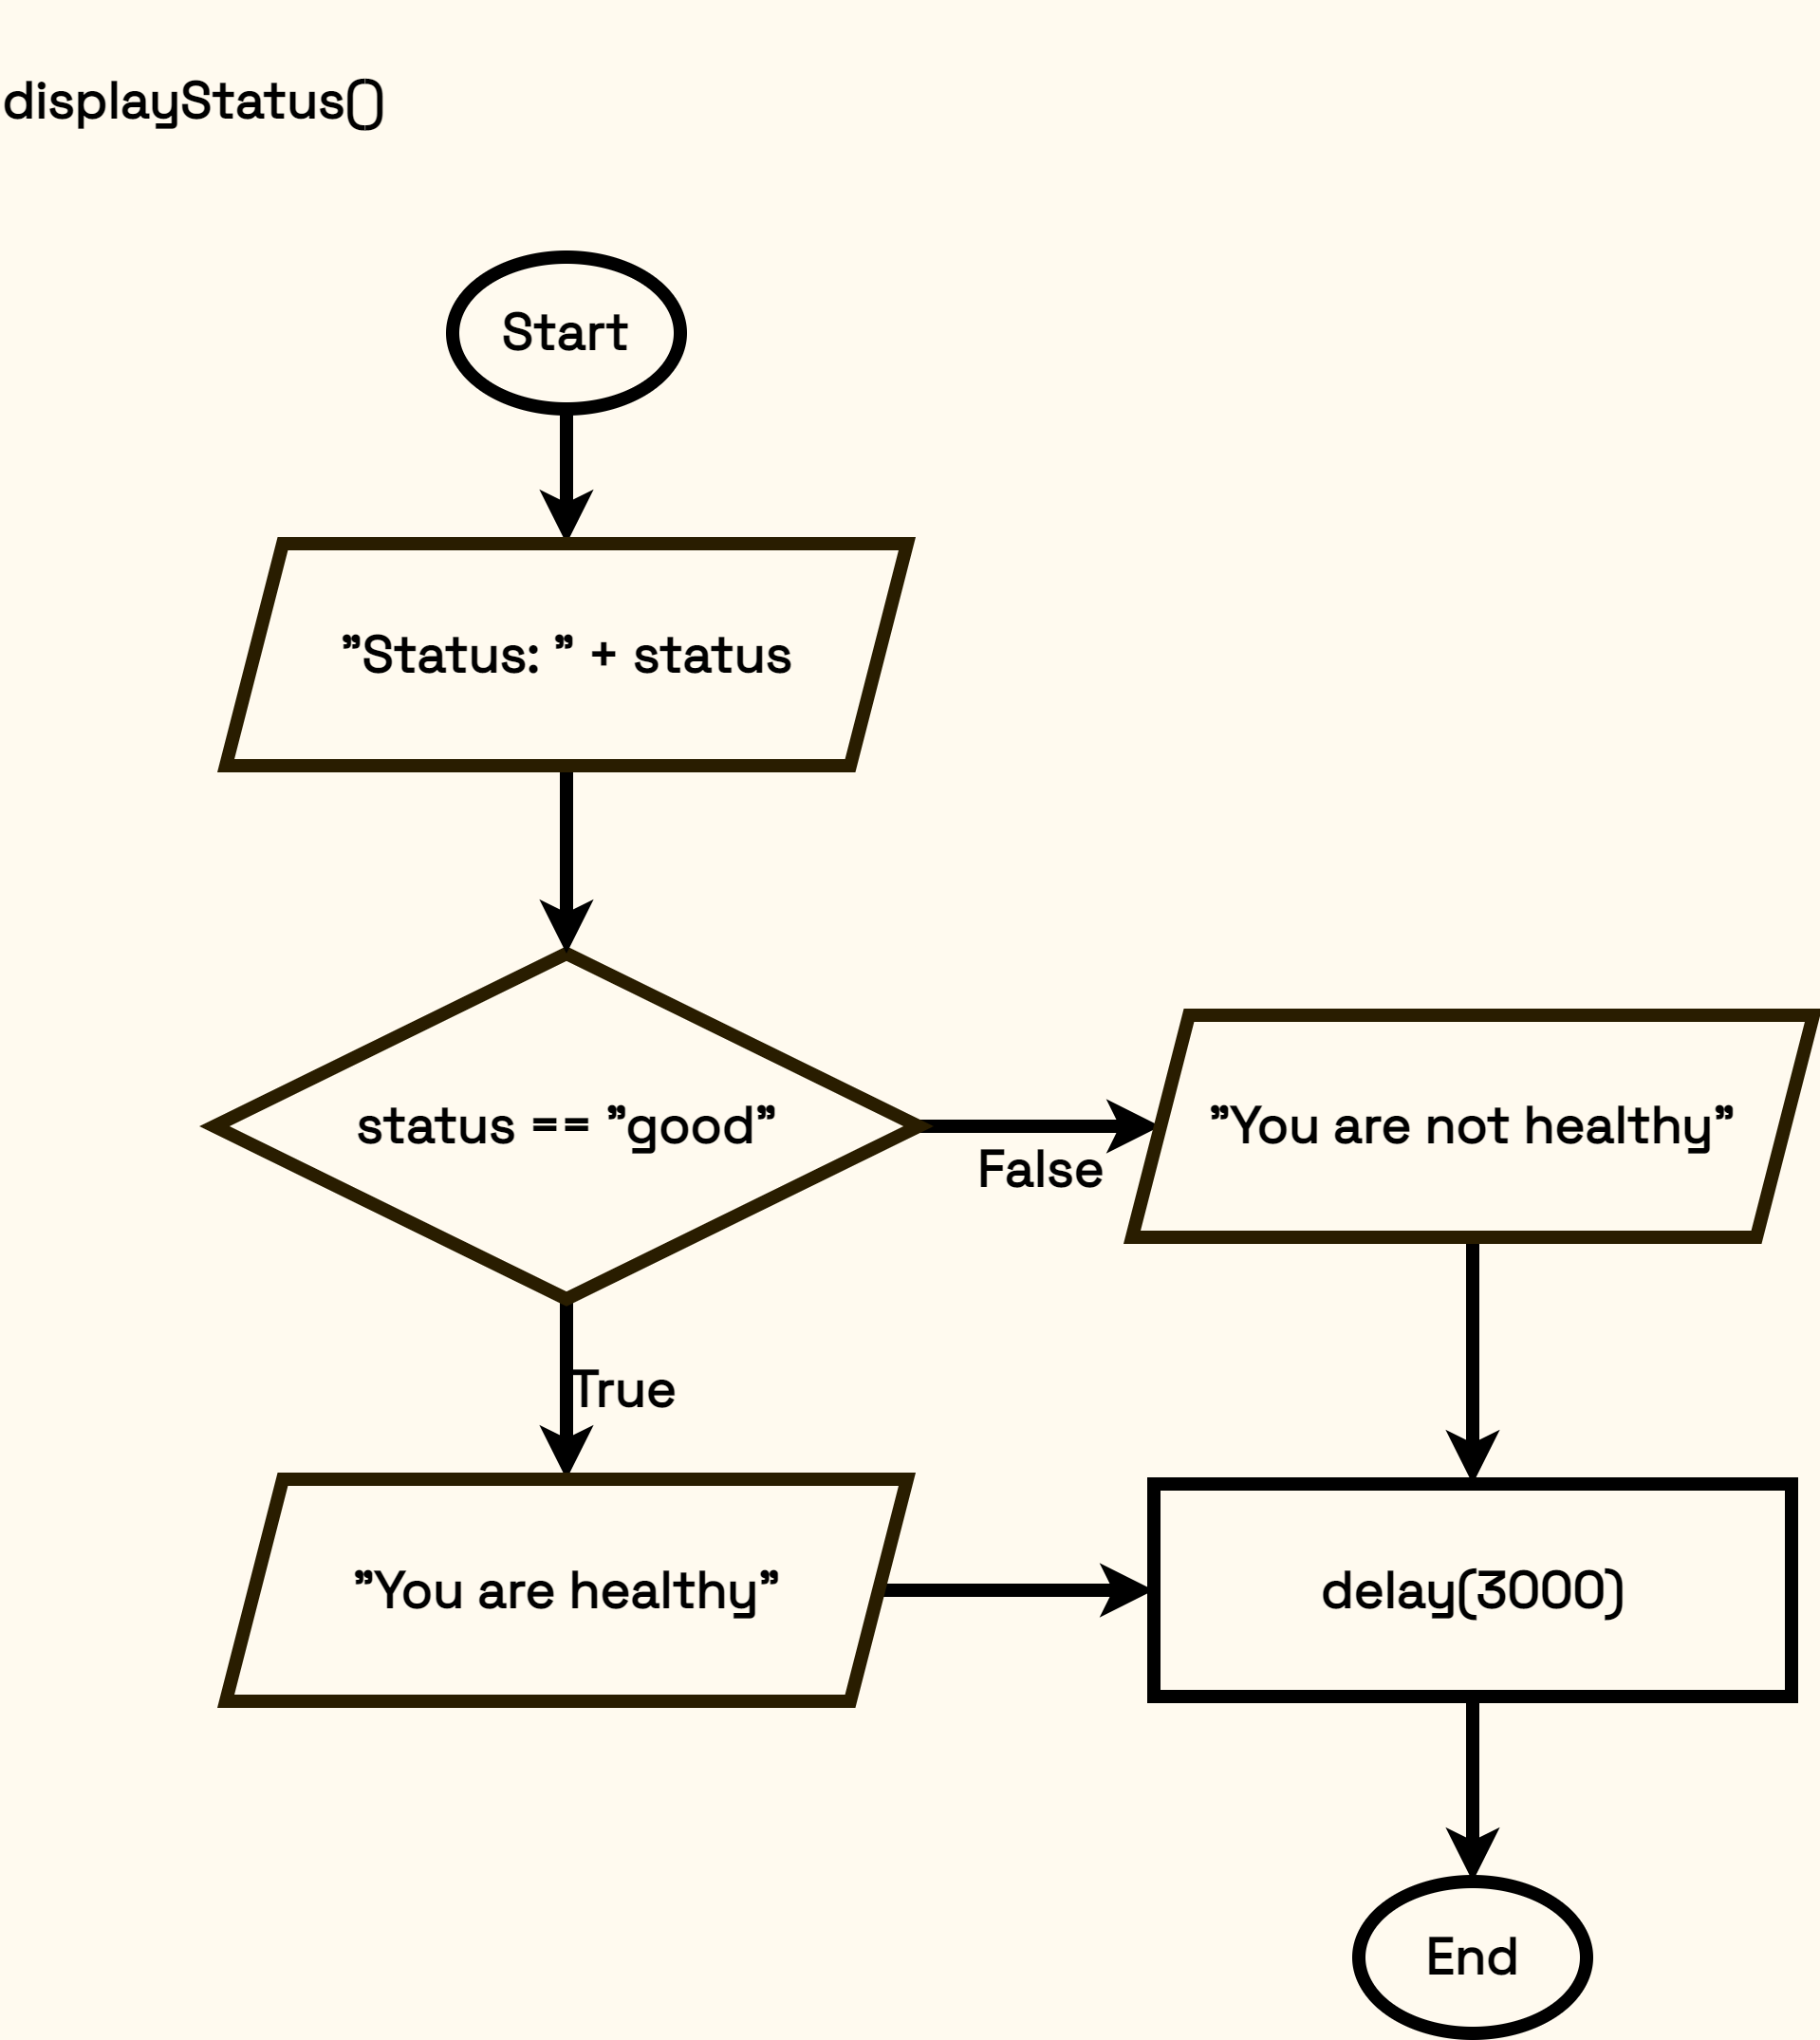 displayStatus()
Start
”Status: ” + status
status == ”good”
”You are not healthy”
False
True
”You are healthy”
delay(3000)
End